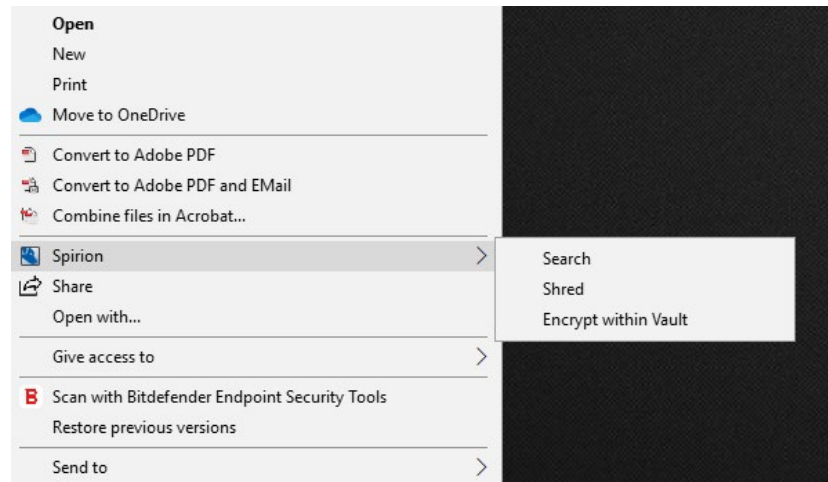 Open
New
Print
Move to OneDrive
Convert to Adobe PDF
Convert to Adobe PDF and EMail
Combine files in Acrobat...
Spirion
Share
Open with...
Give access to
Scan with Bitdefender Endpoint Security Tools
Restore previous versions
Send to
Search
Shred
Encrypt within Vault